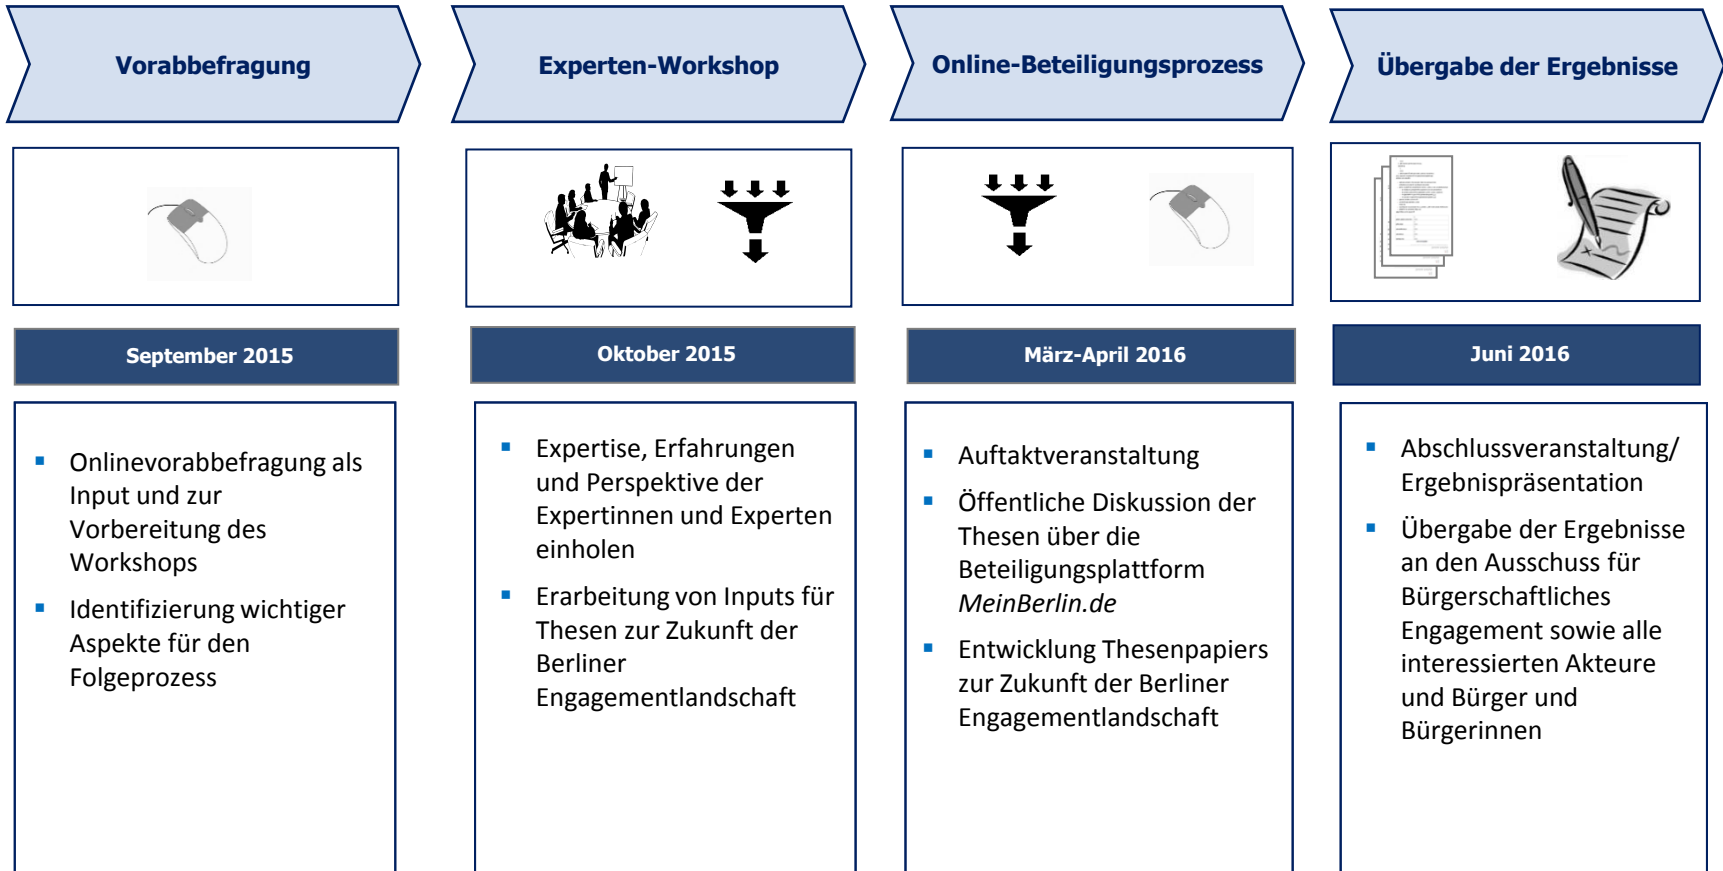 Vorabbefragung
Experten-Workshop
Online-Beteiligungsprozess
Übergabe der Ergebnisse
September 2015
Oktober 2015
März-April 2016
Juni 2016
▪ Onlinevorabbefragung als
Input und zur
Vorbereitung des
Workshops
▪ Identifizierung wichtiger
Aspekte für den
Folgeprozess
▪ Expertise, Erfahrungen
und Perspektive der
Expertinnen und Experten
einholen
▪ Erarbeitung von Inputs für
Thesen zur Zukunft der
Berliner
Engagementlandschaft
▪ Auftaktveranstaltung
▪ Öffentliche Diskussion der
Thesen über die
Beteiligungsplattform
MeinBerlin.de
▪ Entwicklung Thesenpapiers
zur Zukunft der Berliner
Engagementlandschaft
▪ Abschlussveranstaltung/
Ergebnispräsentation
▪ Übergabe der Ergebnisse
an den Ausschuss für
Bürgerschaftliches
Engagement sowie alle
interessierten Akteure
und Bürger und
Bürgerinnen